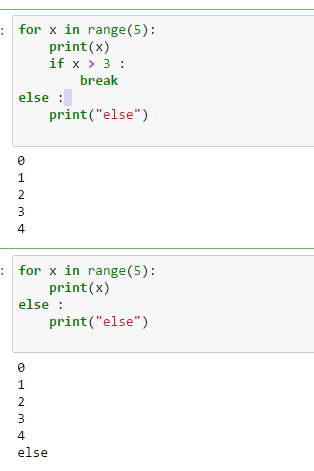 : for x in range(5):
    print(x)
    if x > 3 :
        break
else :
    print("else")
0
1
2
3
4
: for x in range(5):
    print(x)
else :
    print("else")
0
1
2
3
4
else